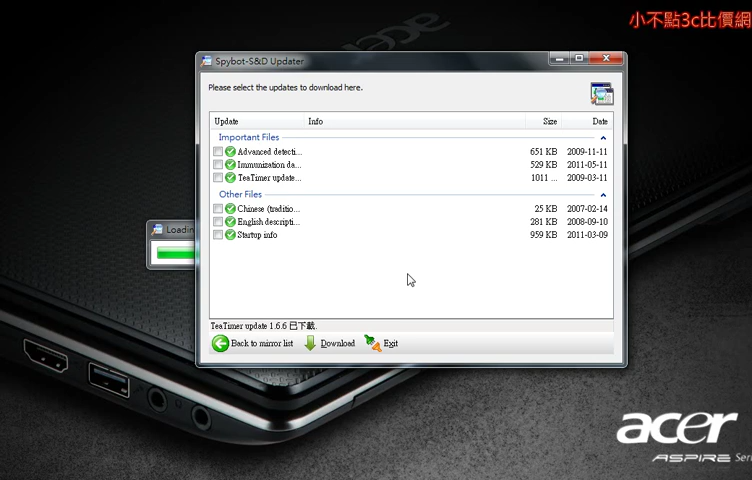 小不點3c比價網
Spybot-S&D Updater
Please select the updates to download here.
Update Info Size Date
Important Files
Advanced detecti... 651 KB 2009-11-11
Immunization da... 529 KB 2011-05-11
TeaTimer update... 1011 ... 2009-03-11
Other Files
Chinese (traditio... 25 KB 2007-02-14
English descripti... 281 KB 2008-09-10
Startup info 959 KB 2011-03-09
Loadin
TeaTimer update 1.6.6 已下載.
Back to mirror list Download Exit
acer
acer
ASPIRE Seri